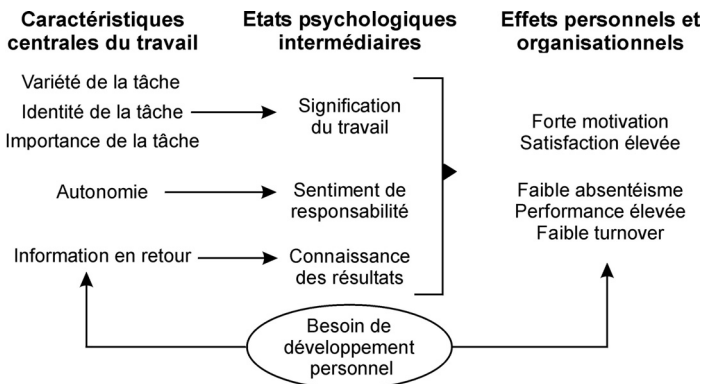 Caractéristiques
centrales du travail
Etats psychologiques
intermédiaires
Effets personnels et
organisationnels
Variété de la tâche
Identité de la tâche
Importance de la tâche
Signification
du travail
Forte motivation
Satisfaction élevée
Autonomie
Sentiment de
responsabilité
Faible absentéisme
Performance élevée
Faible turnover
Information en retour
Connaissance
des résultats
Besoin de
développement
personnel